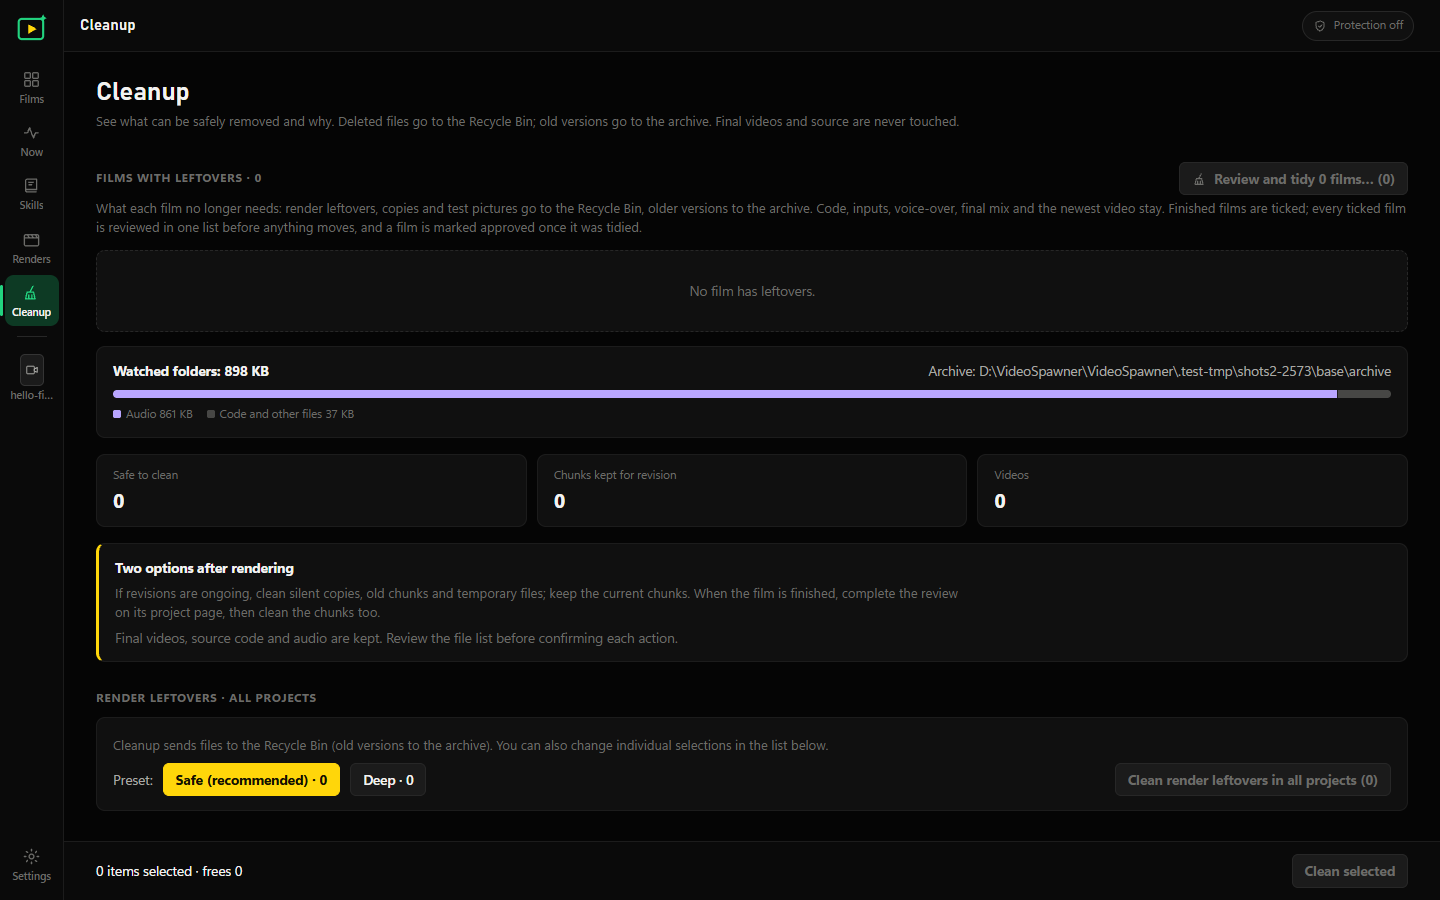 Cleanup
Protection off
Films
Now
Skills
Renders
Cleanup
hello-fi...
Settings
Cleanup
See what can be safely removed and why. Deleted files go to the Recycle Bin; old versions go to the archive. Final videos and source are never touched.
FILMS WITH LEFTOVERS · 0
Review and tidy 0 films... (0)
What each film no longer needs: render leftovers, copies and test pictures go to the Recycle Bin, older versions to the archive. Code, inputs, voice-over, final mix and the newest video stay. Finished films are ticked; every ticked film
is reviewed in one list before anything moves, and a film is marked approved once it was tidied.
No film has leftovers.
Watched folders: 898 KB
Archive: D:\VideoSpawner\VideoSpawner\.test-tmp\shots2-2573\base\archive
Audio 861 KB
Code and other files 37 KB
Safe to clean
0
Chunks kept for revision
0
Videos
0
Two options after rendering
If revisions are ongoing, clean silent copies, old chunks and temporary files; keep the current chunks. When the film is finished, complete the review
on its project page, then clean the chunks too.
Final videos, source code and audio are kept. Review the file list before confirming each action.
RENDER LEFTOVERS · ALL PROJECTS
Cleanup sends files to the Recycle Bin (old versions to the archive). You can also change individual selections in the list below.
Preset:
Safe (recommended) · 0
Deep · 0
Clean render leftovers in all projects (0)
0 items selected · frees 0
Clean selected